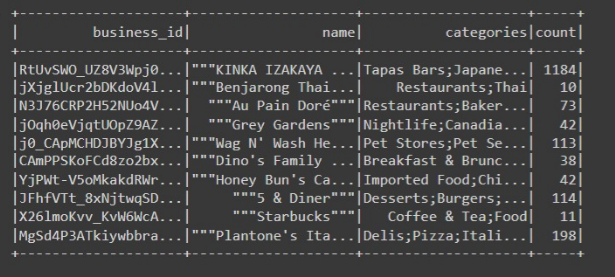 +--------------------+--------------------+--------------------+-----+
|         business_id|                name|          categories|count|
+--------------------+--------------------+--------------------+-----+
|RtUvSWO_UZ8V3Wpj0...|"""KINKA IZAKAYA ...|Tapas Bars;Japane...| 1184|
|jXjglUcr2bDKdoV4l...|"""Benjarong Thai...|    Restaurants;Thai|   10|
|N3J76CRP2H52NUo4V...|  """Au Pain Doré"""|Restaurants;Baker...|   73|
|jOqh0eVjqtUOpZ9AZ...|  """Grey Gardens"""|Nightlife;Canadia...|   42|
|j0_CApMCHDJBYJg1X...|"""Wag N' Wash He...|Pet Stores;Pet Se...|  113|
|CAmPPSKoFCd8zo2bx...|"""Dino's Family ...|Breakfast & Brunc...|   38|
|YjPWt-V5oMkakdRWr...|"""Honey Bun's Ca...|Imported Food;Chi...|   42|
|JFhfVTt_8xNjtwqSD...|     """5 & Diner"""|Desserts;Burgers;...|  114|
|X26lmoKvv_KvW6WcA...|     """Starbucks"""|   Coffee & Tea;Food|   11|
|MgSd4P3ATkiywbbra...|"""Plantone's Ita...|Delis;Pizza;Itali...|  198|
+--------------------+--------------------+--------------------+-----+